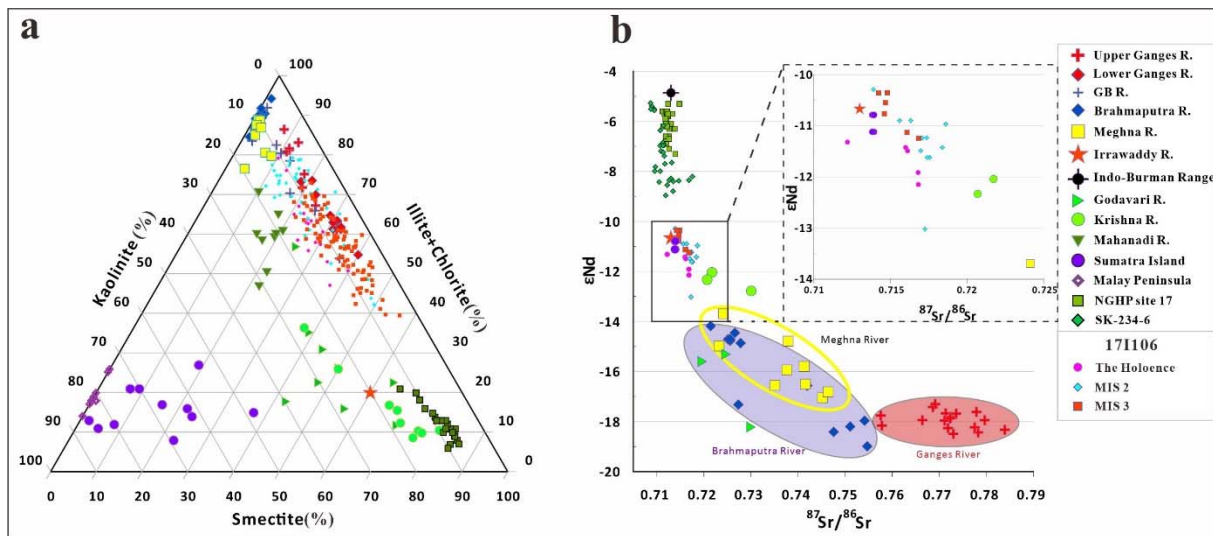 a
0
100
10
90
20
80
30
70
40
60
50
50
60
40
70
30
80
20
90
10
100
0
0
10
20
30
40
50
60
70
80
90
100
Kaolinite(%)
Illite+Chlorite(%)
Smectite(%)
b
-4
-6
-8
-10
-12
-14
-16
-18
-20
εNd
0.71
0.72
0.73
0.74
0.75
0.76
0.77
0.78
0.79
87Sr/86Sr
Meghna River
Brahmaputra River
Ganges River
-10
-11
-12
-13
-14
εNd
0.71
0.715
0.72
0.725
87Sr/86Sr
Upper Ganges R.
Lower Ganges R.
GB R.
Brahmaputra R.
Meghna R.
Irrawaddy R.
Indo-Burman Range
Godavari R.
Krishna R.
Mahanadi R.
Sumatra Island
Malay Peninsula
NGHP site 17
SK-234-6
17I106
The Holoence
MIS 2
MIS 3